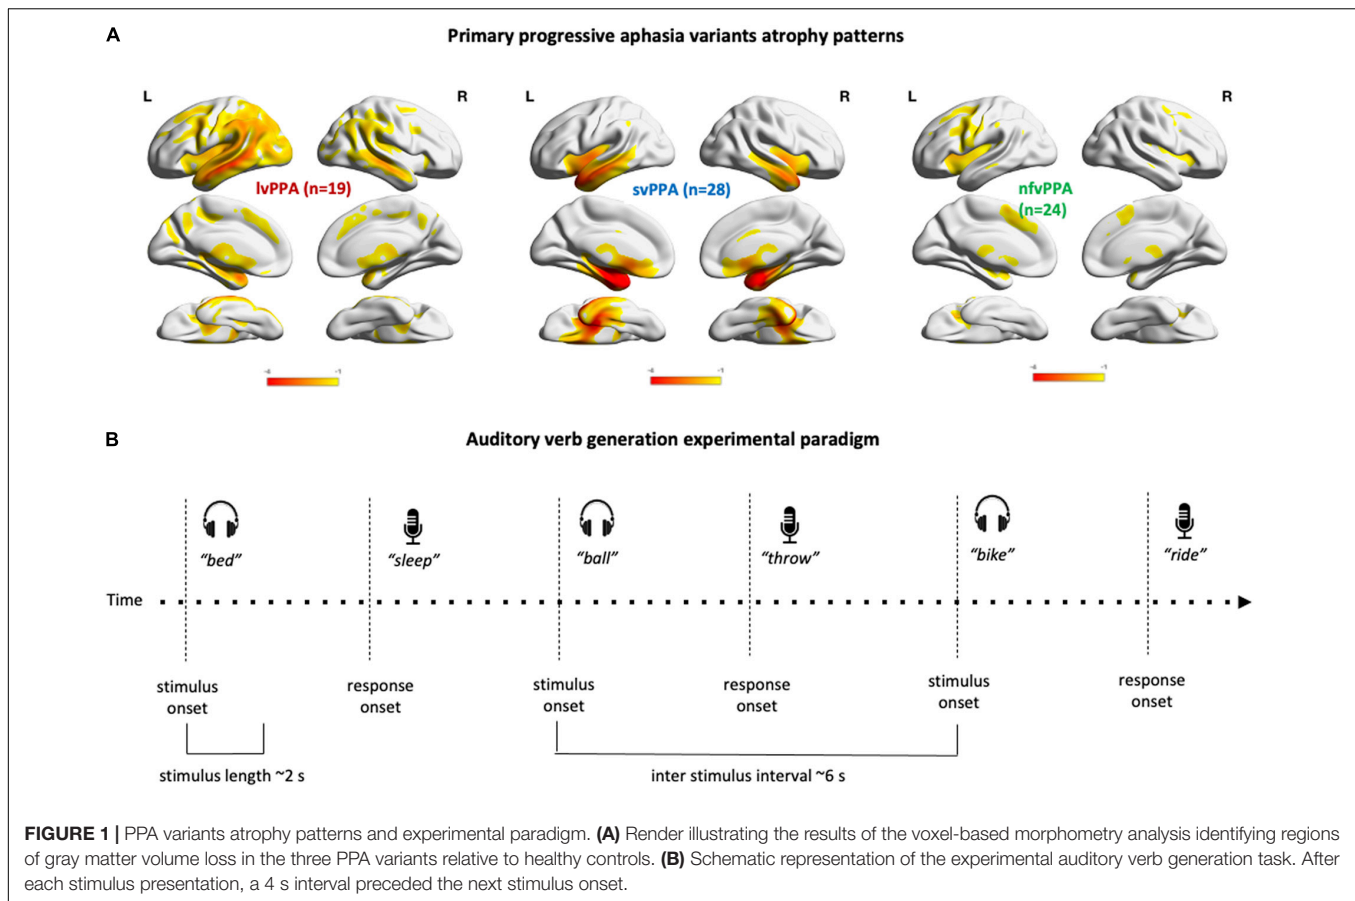 A
Primary progressive aphasia variants atrophy patterns
L R L R L R
lvPPA (n=19) svPPA (n=28) nfvPPA
(n=24)
-1 -1 -1
B
Auditory verb generation experimental paradigm
“bed” “sleep” “ball” “throw” “bike” “ride”
Time
stimulus onset
response onset
stimulus onset
response onset
stimulus onset
response onset
stimulus length ~2 s
inter stimulus interval ~6 s
FIGURE 1 | PPA variants atrophy patterns and experimental paradigm. (A) Render illustrating the results of the voxel-based morphometry analysis identifying regions
of gray matter volume loss in the three PPA variants relative to healthy controls. (B) Schematic representation of the experimental auditory verb generation task. After
each stimulus presentation, a 4 s interval preceded the next stimulus onset.